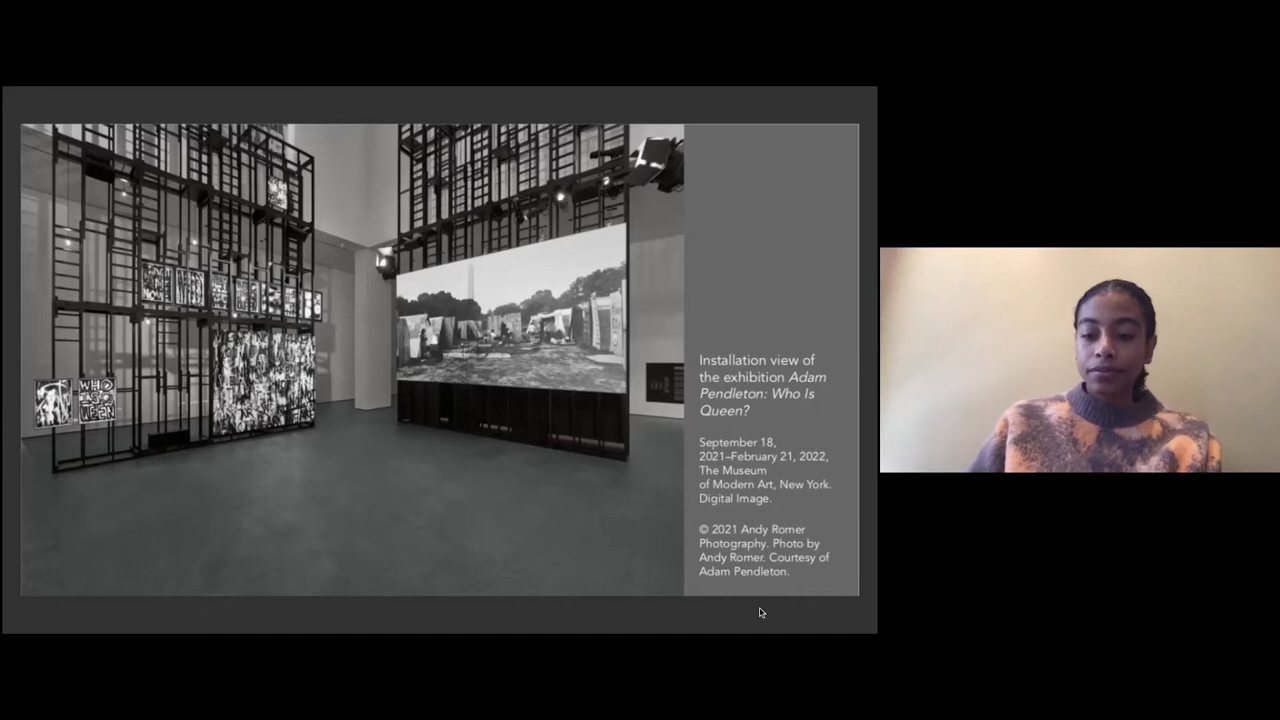 WHO
IS Q
UEEN
Installation view of
the exhibition Adam
Pendleton: Who Is
Queen?
September 18,
2021–February 21, 2022,
The Museum
of Modern Art, New York.
Digital Image.
© 2021 Andy Romer
Photography. Photo by
Andy Romer. Courtesy of
Adam Pendleton.